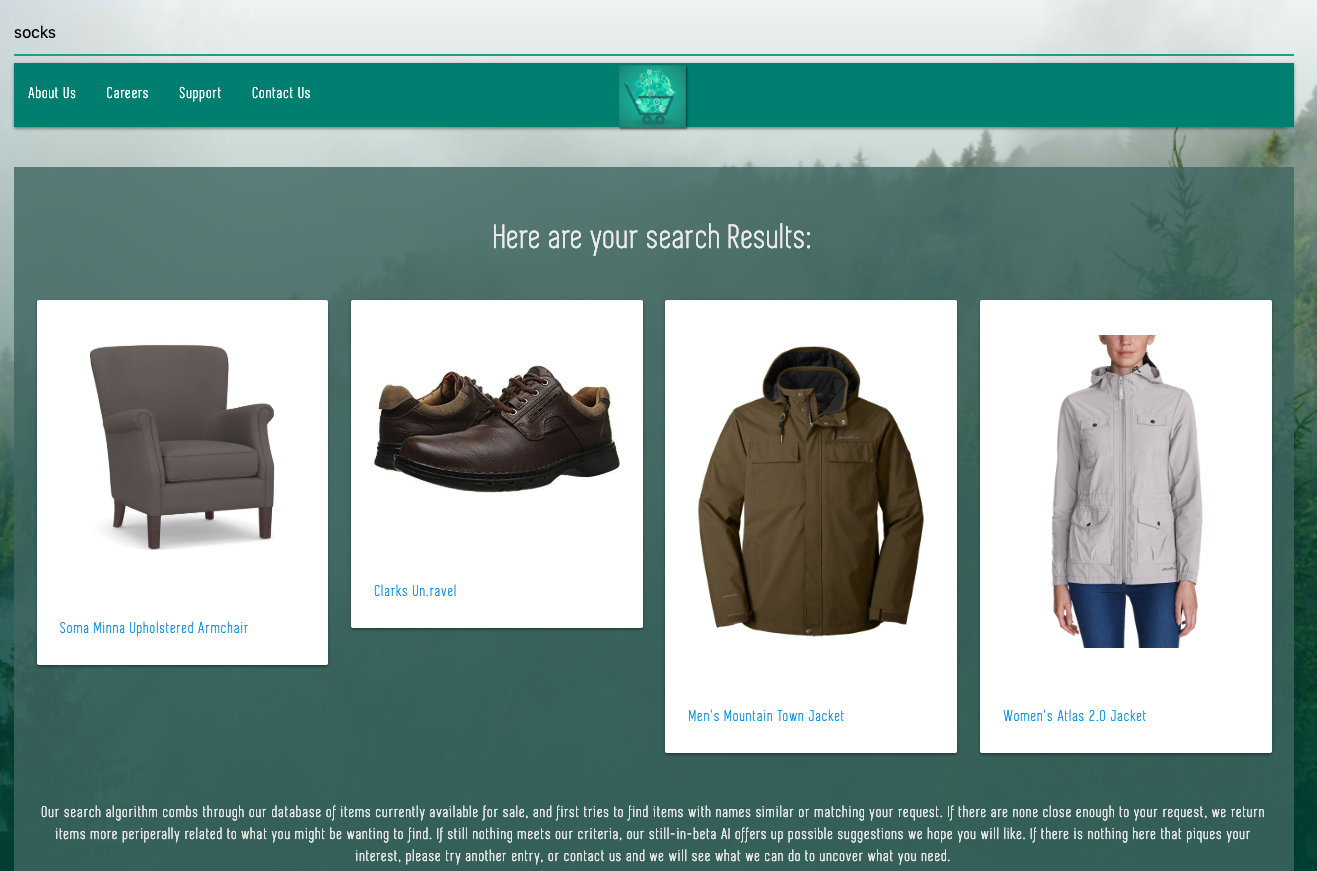 socks
About Us Careers Support Contact Us
Here are your search Results:
Soma Minna Upholstered Armchair
Clarks Un.ravel
Men's Mountain Town Jacket
Women's Atlas 2.0 Jacket
Our search algorithm combs through our database of items currently available for sale, and first tries to find items with names similar or matching your request. If there are none close enough to your request, we return
items more periperally related to what you might be wanting to find. If still nothing meets our criteria, our still-in-beta AI offers up possible suggestions we hope you will like. If there is nothing here that piques your
interest, please try another entry, or contact us and we will see what we can do to uncover what you need.